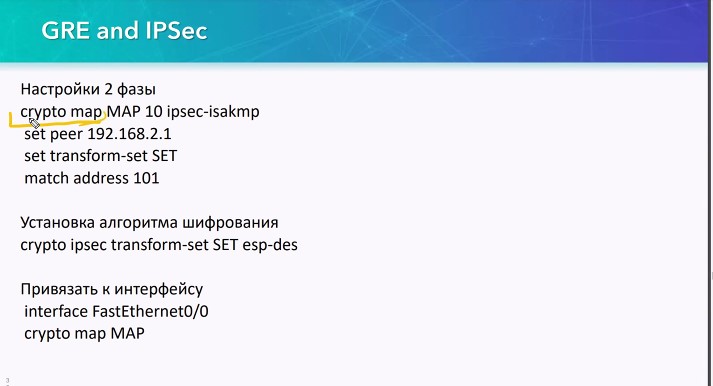 GRE and IPSec
Настройки 2 фазы
crypto map MAP 10 ipsec-isakmp
set peer 192.168.2.1
set transform-set SET
match address 101
Установка алгоритма шифрования
crypto ipsec transform-set SET esp-des
Привязать к интерфейсу
interface FastEthernet0/0
crypto map MAP